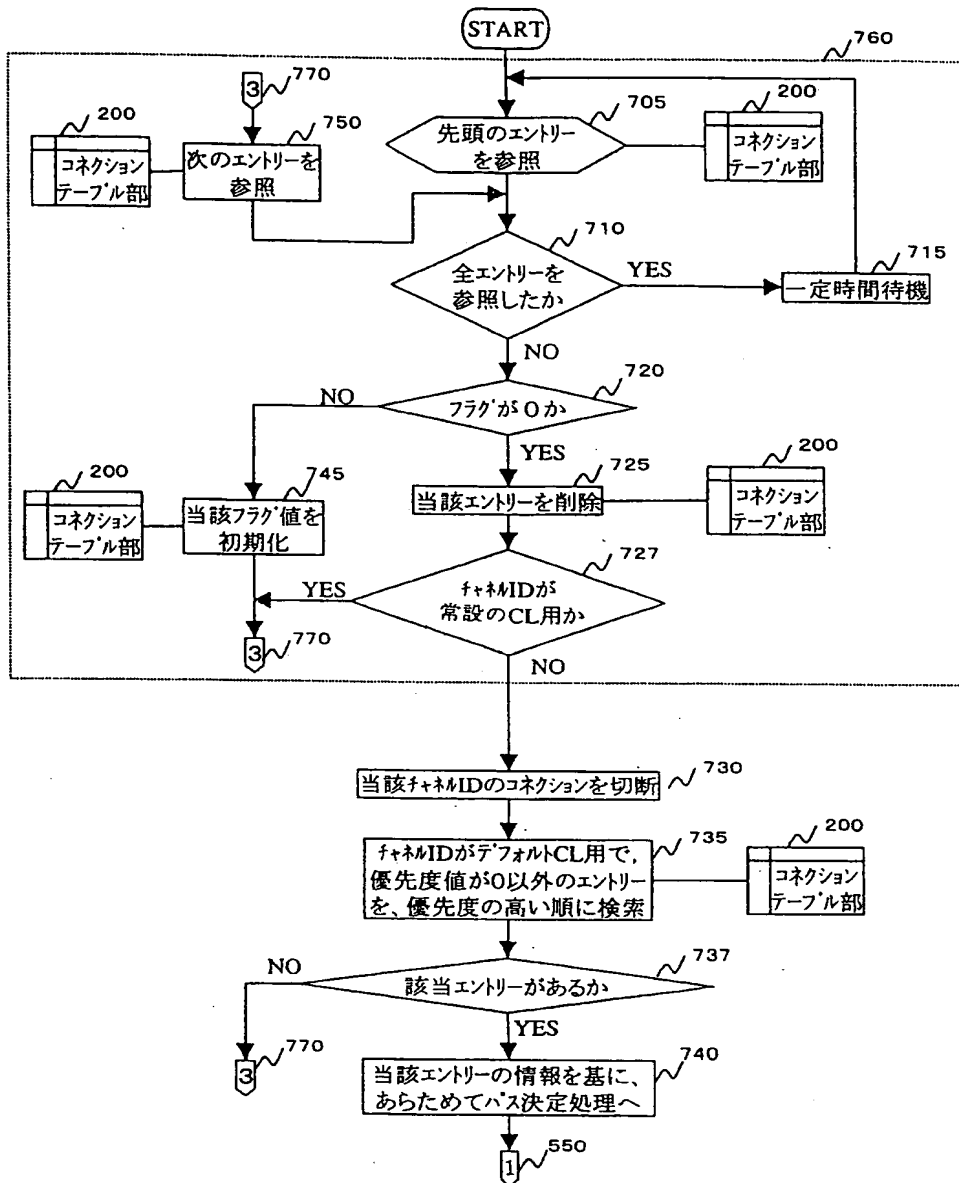 START
760
3
770
200
コネクション
テーブル部
750
次のエントリーを
参照
705
先頭のエントリー
を参照
200
コネクション
テーブル部
710
全エントリーを
参照したか
YES
715
一定時間待機
NO
720
フラグが0か
NO
YES
200
コネクション
テーブル部
745
当該フラグ値を
初期化
725
当該エントリーを削除
200
コネクション
テーブル部
727
チャネルIDが
常設のCL用か
YES
3
770
NO
730
当該チャネルIDのコネクションを切断
735
チャネルIDがデフォルトCL用で,
優先度値が0以外のエントリー
を、優先度の高い順に検索
200
コネクション
テーブル部
737
該当エントリーがあるか
NO
3
770
YES
740
当該エントリーの情報を基に、
あらためてパス決定処理へ
1
550